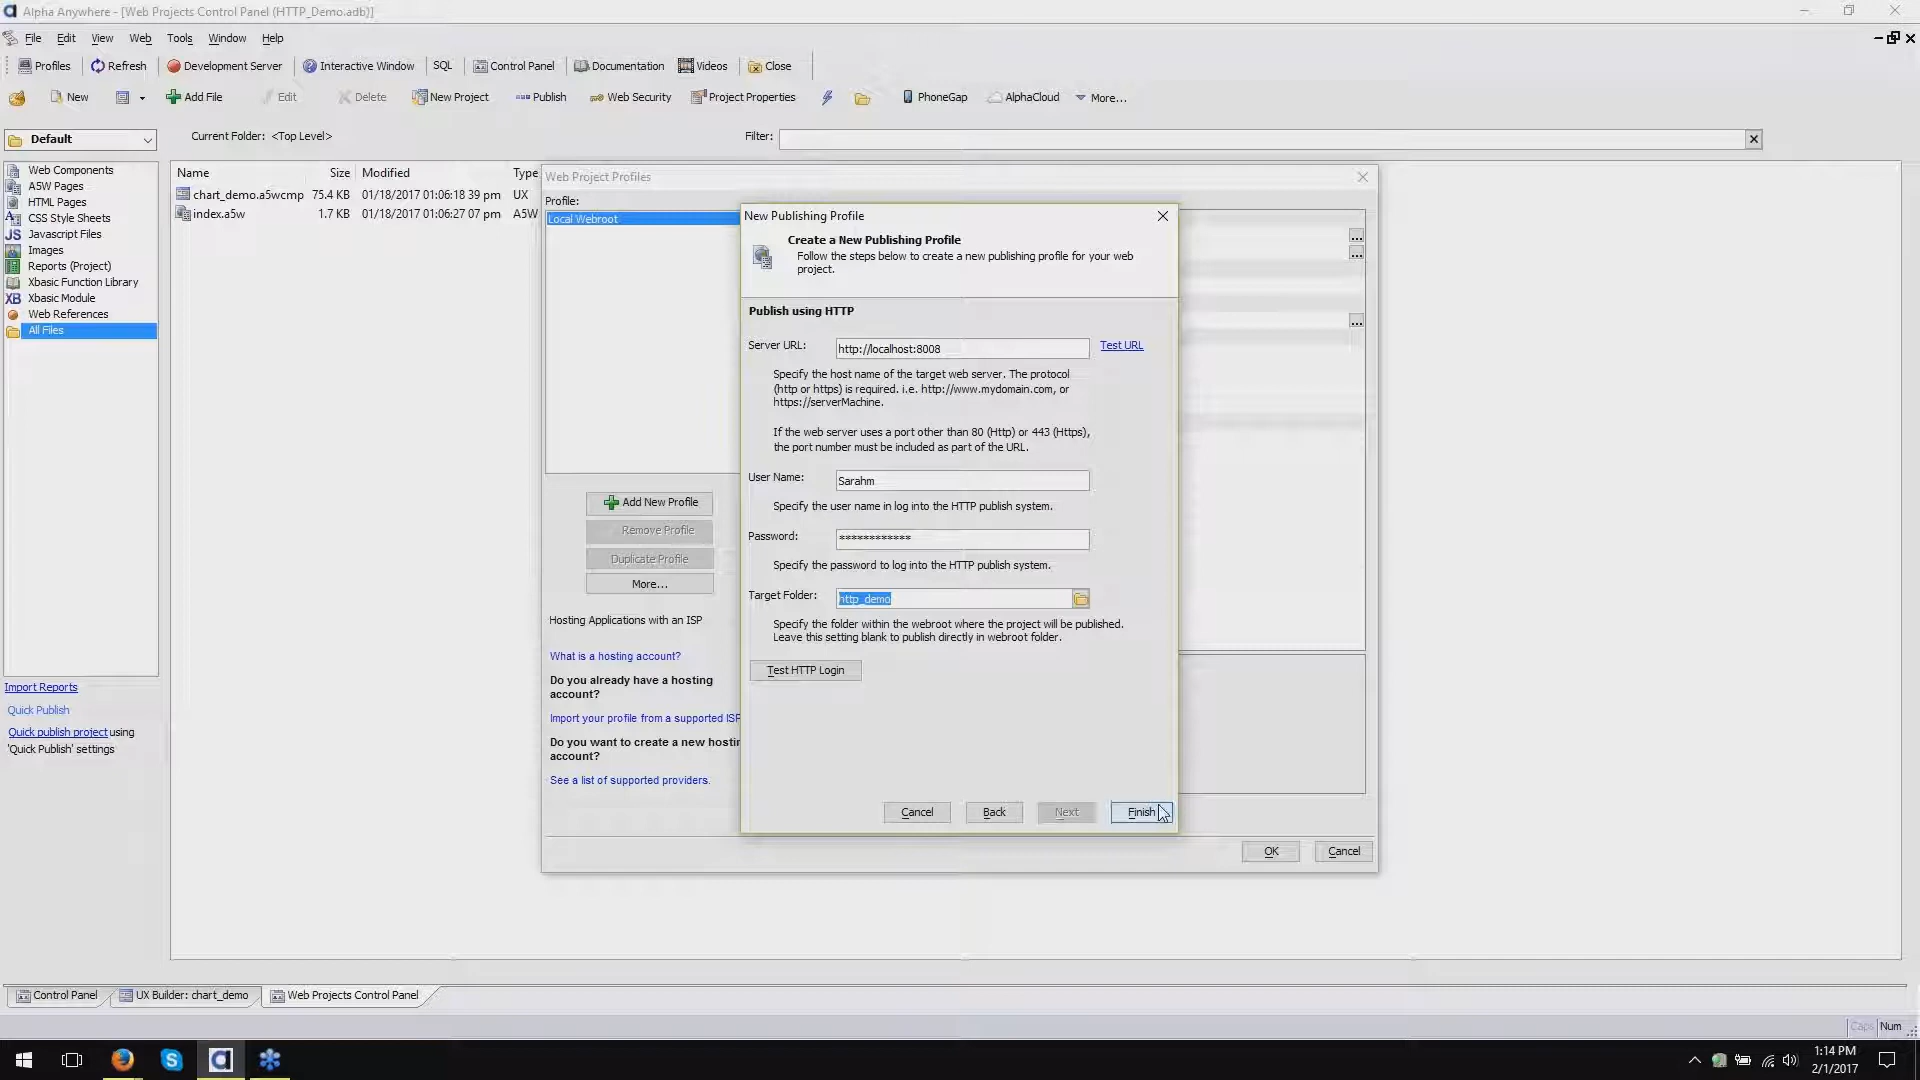 Alpha Anywhere - [Web Projects Control Panel (HTTP_Demo.adb)]
File Edit View Web Tools Window Help
Profiles Refresh Development Server Interactive Window SQL Control Panel Documentation Videos Close
New Add File Edit Delete New Project Publish Web Security Project Properties PhoneGap AlphaCloud More...
Default
Current Folder: <Top Level>
Filter:
Web Components
A5W Pages
HTML Pages
CSS Style Sheets
JS Javascript Files
Images
Reports (Project)
Xbasic Function Library
XB Xbasic Module
Web References
All Files
Import Reports
Quick Publish
Quick publish project using
'Quick Publish' settings
Name Size Modified Type
chart_demo.a5wcmp 75.4 KB 01/18/2017 01:06:18 39 pm UX
index.a5w 1.7 KB 01/18/2017 01:06:27 07 pm A5W
Web Project Profiles
Profile:
Local Webroot
Add New Profile
Remove Profile
Duplicate Profile
More...
Hosting Applications with an ISP
What is a hosting account?
Do you already have a hosting
account?
Import your profile from a supported ISP
Do you want to create a new hostin
account?
See a list of supported providers.
OK Cancel
New Publishing Profile
Create a New Publishing Profile
Follow the steps below to create a new publishing profile for your web
project.
Publish using HTTP
Server URL: http://localhost:8008 Test URL
Specify the host name of the target web server. The protocol
(http or https) is required. i.e. http://www.mydomain.com, or
https://serverMachine.
If the web server uses a port other than 80 (Http) or 443 (Https),
the port number must be included as part of the URL.
User Name: Sarahm
Specify the user name in log into the HTTP publish system.
Password: ************
Specify the password to log into the HTTP publish system.
Target Folder: http_demo
Specify the folder within the webroot where the project will be published.
Leave this setting blank to publish directly in webroot folder.
Test HTTP Login
Cancel Back Next Finish
Control Panel UX Builder: chart_demo Web Projects Control Panel
Caps Num
1:14 PM
2/1/2017